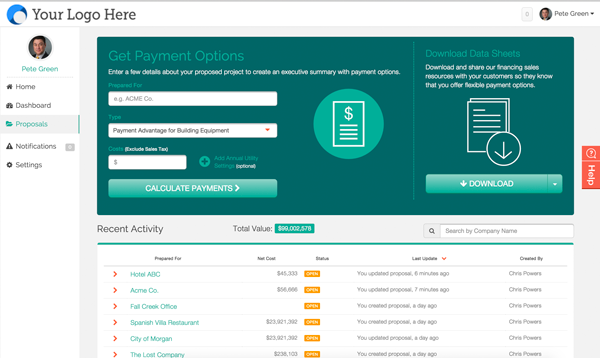 Your Logo Here
0
Pete Green
Pete Green
Home
Dashboard
Proposals
Notifications
0
Settings
Get Payment Options
Enter a few details about your proposed project to create an executive summary with payment options.
Prepared For
e.g. ACME Co.
Type
Payment Advantage for Building Equipment
Costs (Exclude Sales Tax)
$
Add Annual Utility
Settings (optional)
CALCULATE PAYMENTS
$
Download Data Sheets
Download and share our financing sales
resources with your customers so they know
that you offer flexible payment options.
DOWNLOAD
Help
Recent Activity
Total Value: $99,002,578
Search by Company Name
Prepared For Net Cost Status Last Update Created By
Hotel ABC $45,333 OPEN You updated proposal, 6 minutes ago Chris Powers
Acme Co. $56,666 OPEN You updated proposal, 7 minutes ago Chris Powers
Fall Creek Office OPEN You created proposal, a day ago Chris Powers
Spanish Villa Restaurant $23,921,392 OPEN You created proposal, a day ago Chris Powers
City of Morgan $23,921,392 OPEN You created proposal, a day ago Chris Powers
The Lost Company $238,103 OPEN You created proposal, a day ago Chris Powers